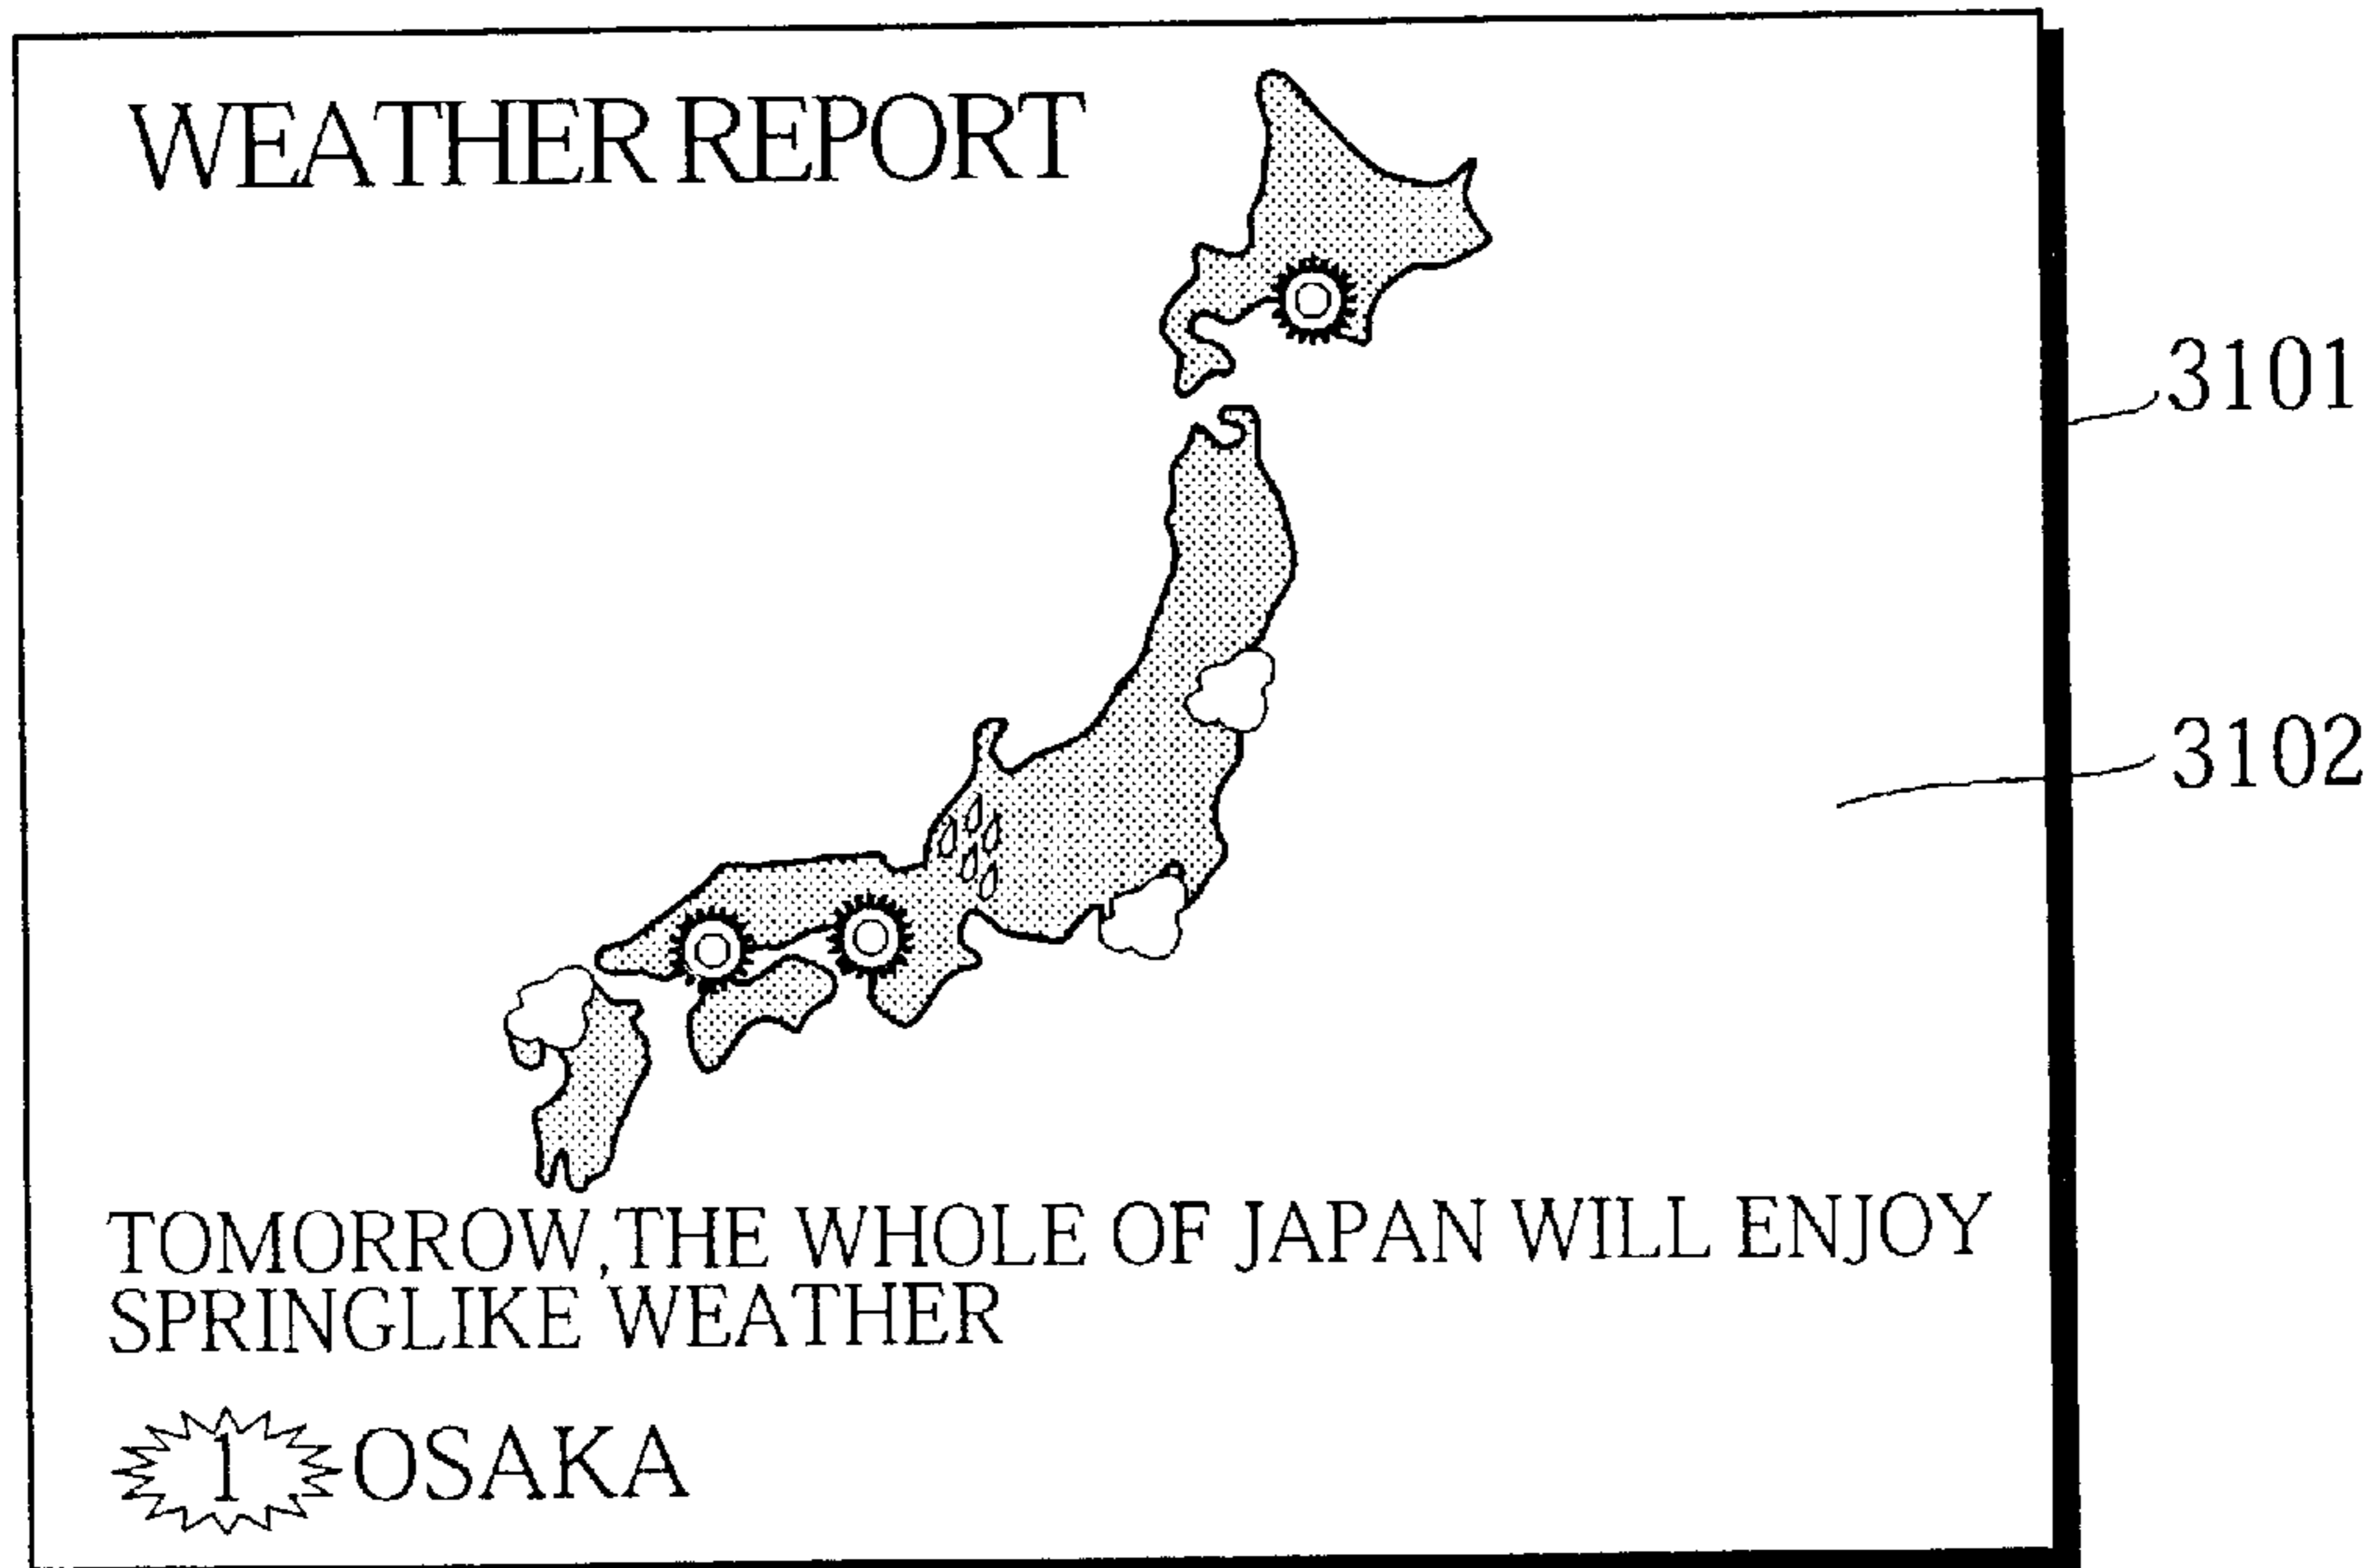 WEATHER REPORT
3101
3102
TOMORROW, THE WHOLE OF JAPAN WILL ENJOY
SPRINGLIKE WEATHER
1 OSAKA